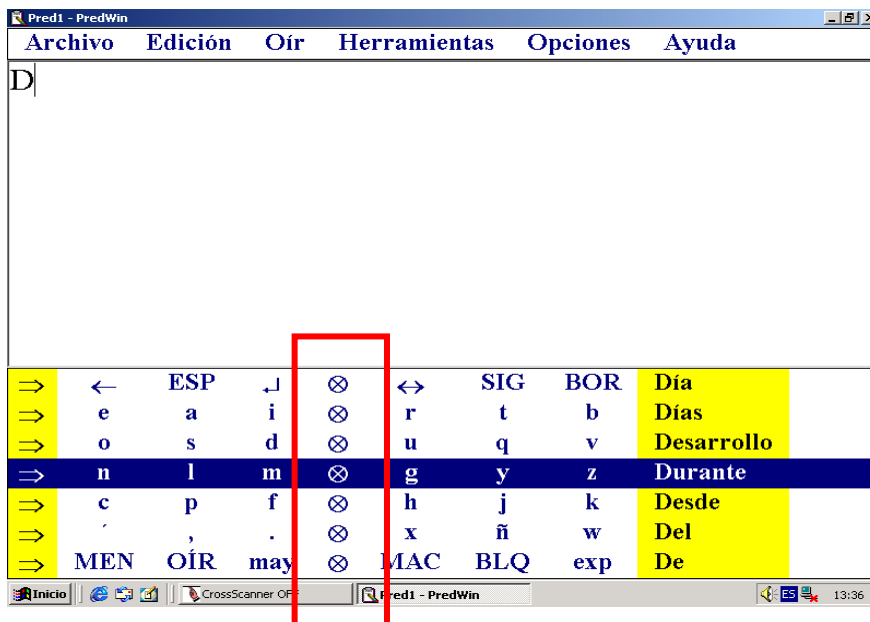 Pred1 - PredWin
Archivo Edición Oír Herramientas Opciones Ayuda
D
⇒ ← ESP ↵ ⊗ ↔ SIG BOR Día
⇒ e a i ⊗ r t b Días
⇒ o s d ⊗ u q v Desarrollo
⇒ n l m ⊗ g y z Durante
⇒ c p f ⊗ h j k Desde
⇒ ´ , . ⊗ x ñ w Del
⇒ MEN OÍR may ⊗ MAC BLQ exp De
Inicio CrossScanner OFF Pred1 - PredWin ES 13:36